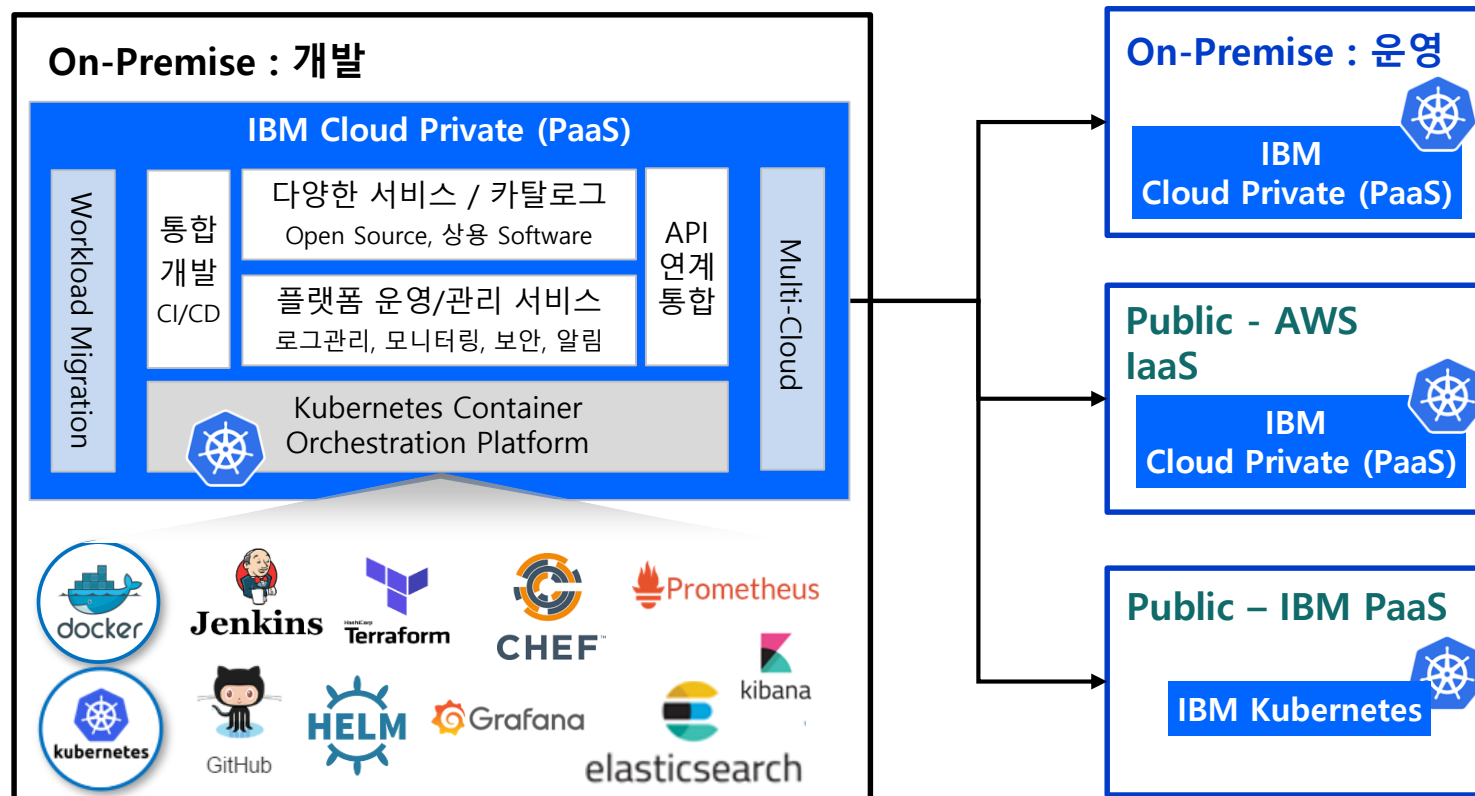 On-Premise : 개발
IBM Cloud Private (PaaS)
Workload Migration
통합
개발
CI/CD
다양한 서비스 / 카탈로그
Open Source, 상용 Software
플랫폼 운영/관리 서비스
로그관리, 모니터링, 보안, 알림
API
연계
통합
Multi-Cloud
Kubernetes Container
Orchestration Platform
docker
Jenkins
HashiCorp
Terraform
CHEF™
Prometheus
kibana
kubernetes
GitHub
HELM
Grafana
elasticsearch
On-Premise : 운영
IBM
Cloud Private (PaaS)
Public - AWS
IaaS
IBM
Cloud Private (PaaS)
Public – IBM PaaS
IBM Kubernetes